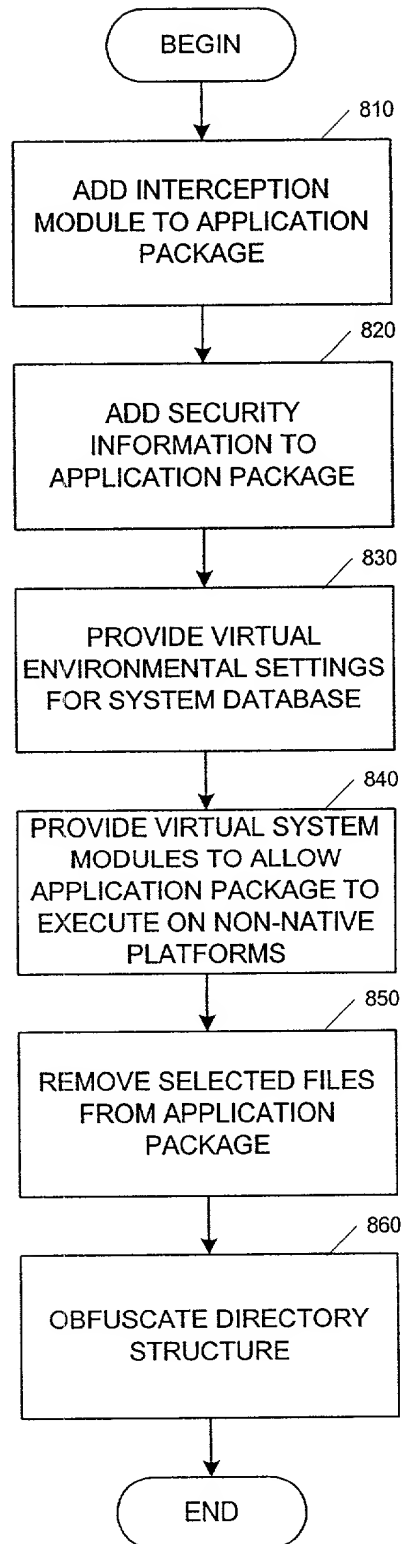 BEGIN
810
ADD INTERCEPTION
MODULE TO APPLICATION
PACKAGE
820
ADD SECURITY
INFORMATION TO
APPLICATION PACKAGE
830
PROVIDE VIRTUAL
ENVIRONMENTAL SETTINGS
FOR SYSTEM DATABASE
840
PROVIDE VIRTUAL SYSTEM
MODULES TO ALLOW
APPLICATION PACKAGE TO
EXECUTE ON NON-NATIVE
PLATFORMS
850
REMOVE SELECTED FILES
FROM APPLICATION
PACKAGE
860
OBFUSCATE DIRECTORY
STRUCTURE
END